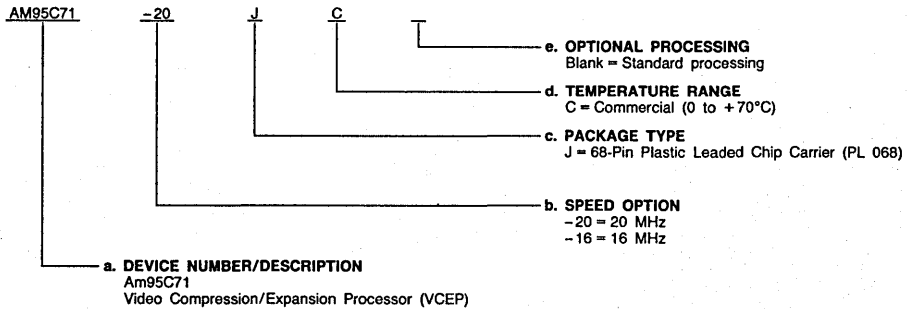 AM95C71 -20 J C
e. OPTIONAL PROCESSING
Blank = Standard processing
d. TEMPERATURE RANGE
C = Commercial (0 to +70°C)
c. PACKAGE TYPE
J = 68-Pin Plastic Leaded Chip Carrier (PL 068)
b. SPEED OPTION
-20 = 20 MHz
-16 = 16 MHz
a. DEVICE NUMBER/DESCRIPTION
Am95C71
Video Compression/Expansion Processor (VCEP)